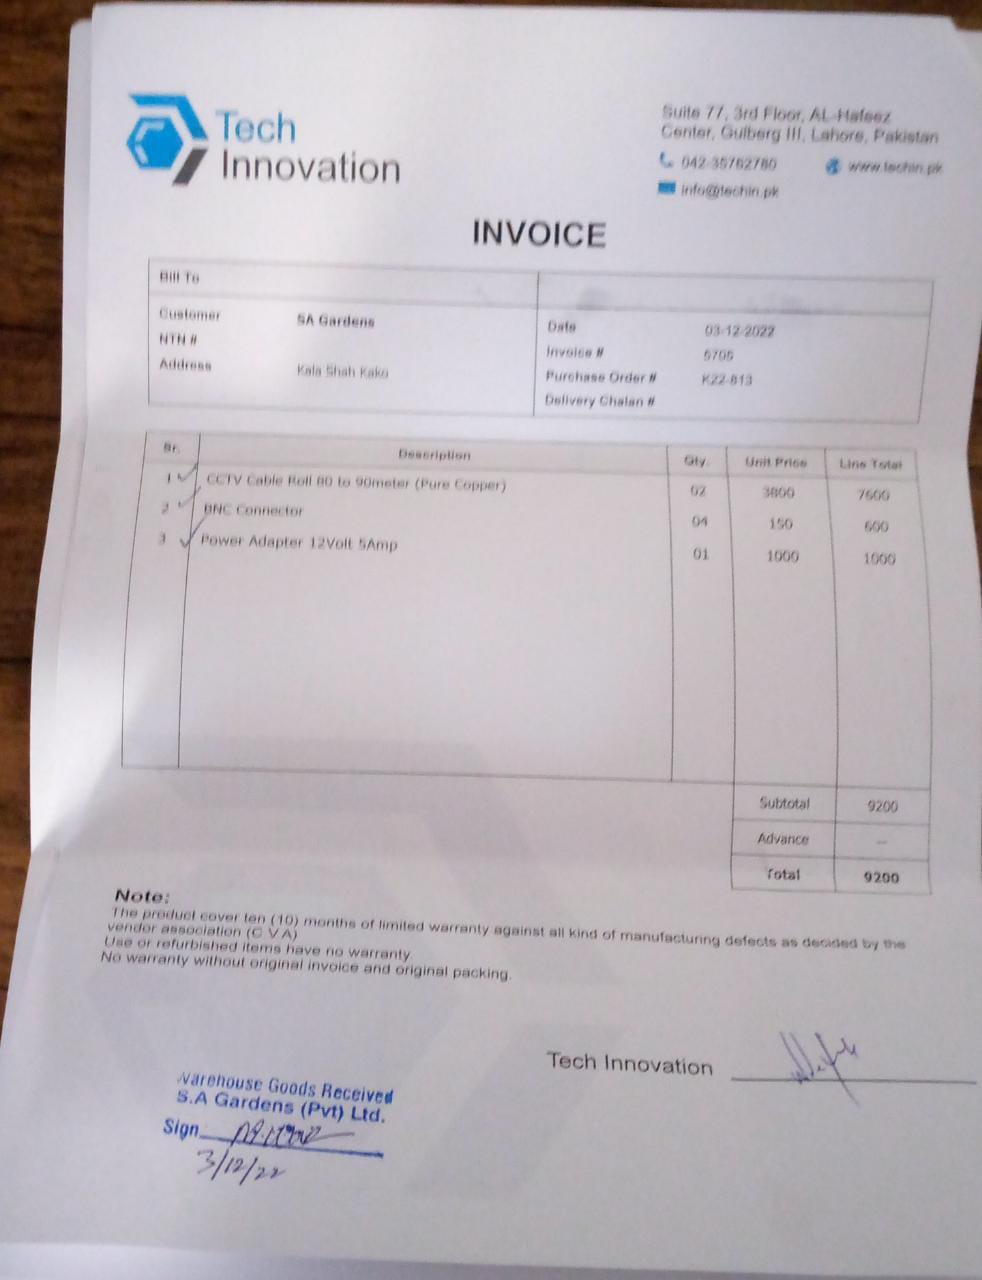 Tech
Innovation
Suite 77, 3rd Floor, AL-Hafeez
Center, Gulberg III, Lahore, Pakistan
042-35762780 www.techin.pk
info@techin.pk
INVOICE
Bill To
Customer SA Gardens
NTN #
Address Kala Shah Kako
Date 03-12-2022
Invoice # 5705
Purchase Order # K22-813
Delivery Chalan #
Sr. Description Qty. Unit Price Line Total
1 CCTV Cable Roll 80 to 90meter (Pure Copper) 02 3800 7600
2 BNC Connector 04 150 600
3 Power Adapter 12Volt 5Amp 01 1000 1000
Subtotal 9200
Advance --
Total 9200
Note:
The product cover ten (10) months of limited warranty against all kind of manufacturing defects as decided by the
vendor association (C.V.A)
Use or refurbished items have no warranty
No warranty without original invoice and original packing.
Tech Innovation
Warehouse Goods Received
S.A Gardens (Pvt) Ltd.
Sign
3/12/22